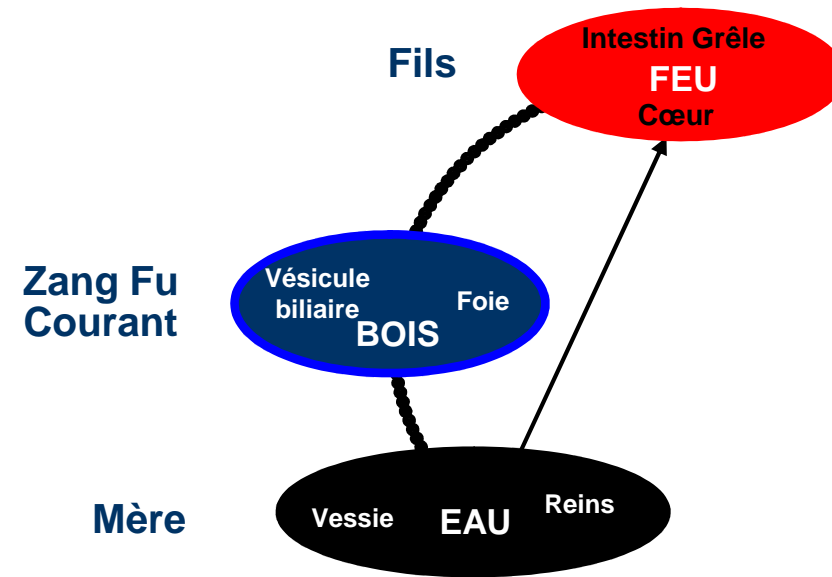 Fils
Intestin Grêle
FEU
Cœur
Zang Fu
Courant
Vésicule
biliaire
Foie
BOIS
Mère
Vessie
EAU
Reins